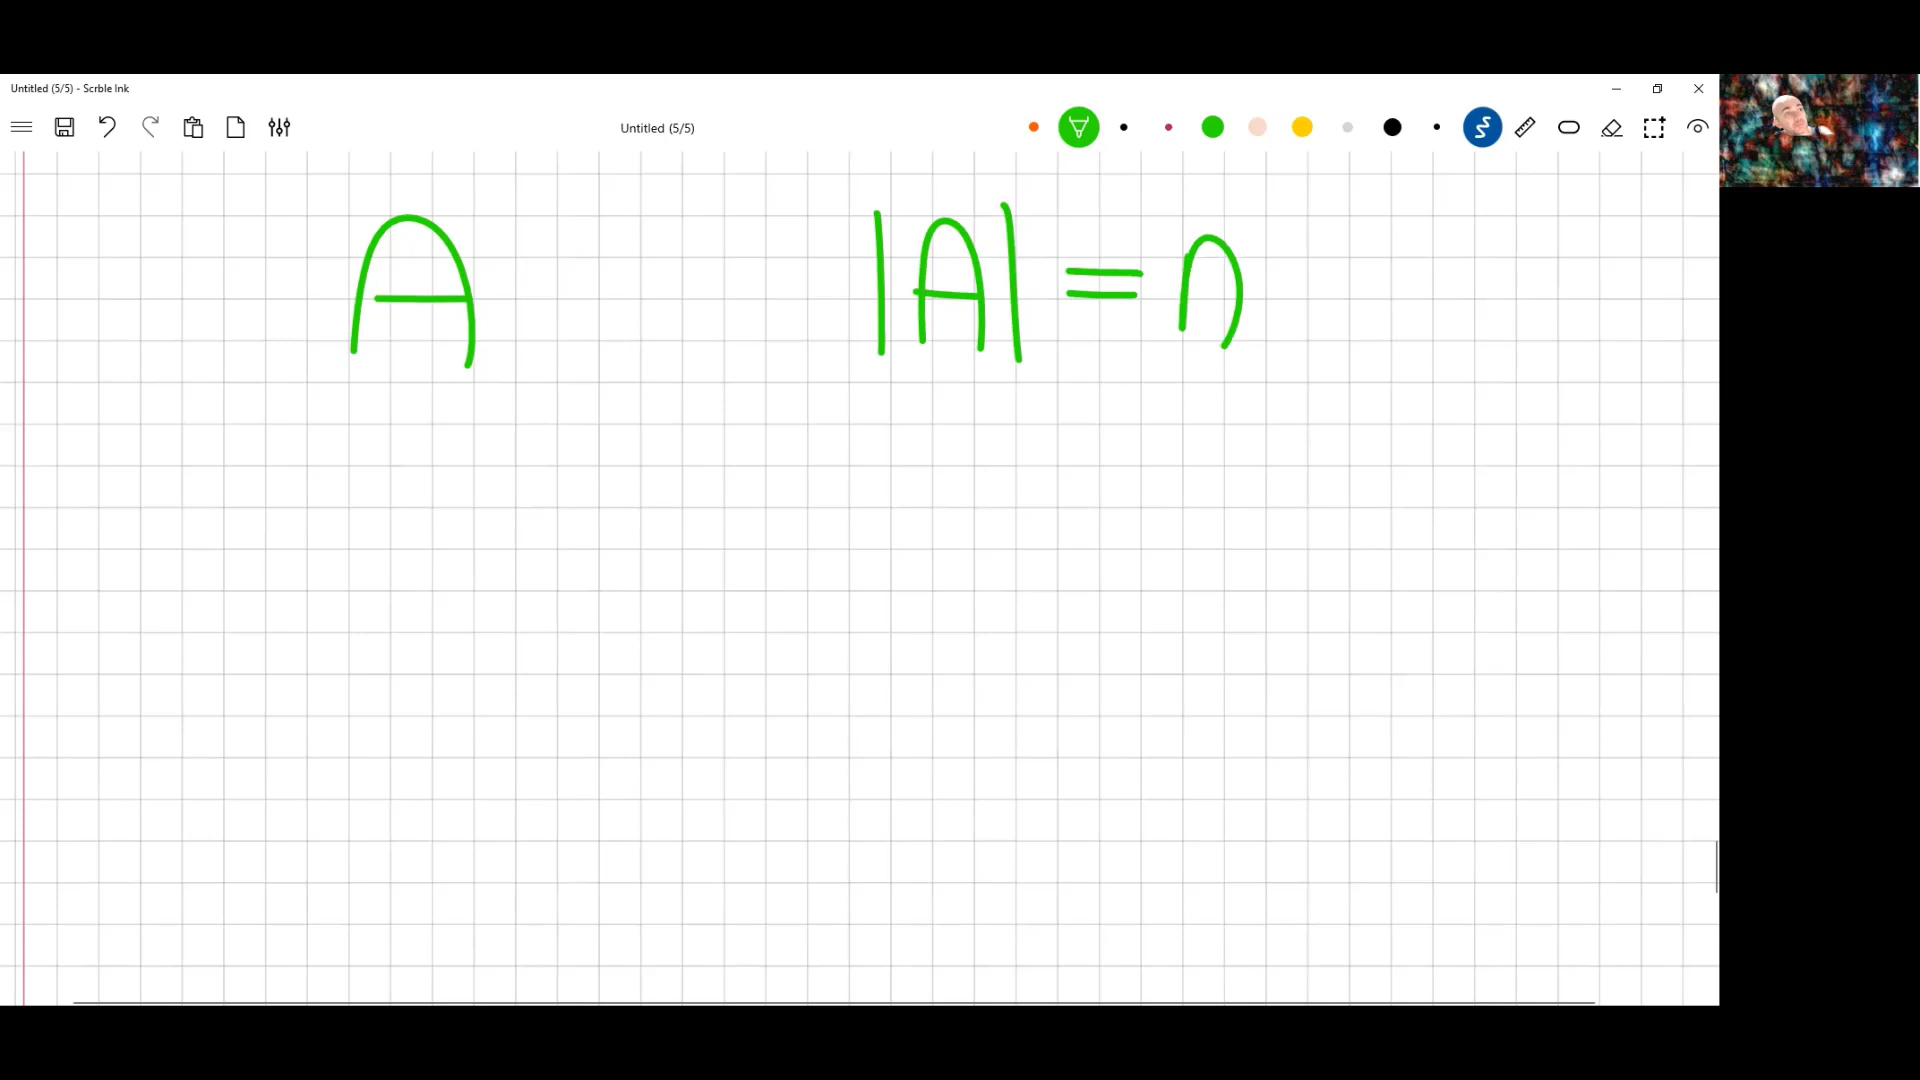 Untitled (5/5) - Scrble Ink
Untitled (5/5)
A |A| = n